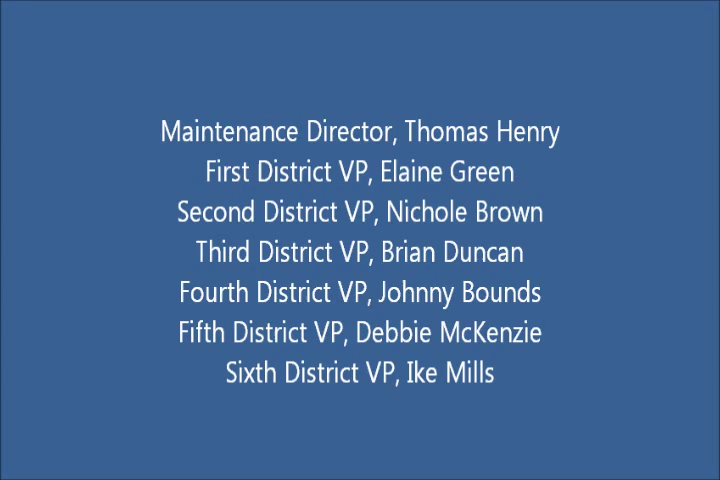 Maintenance Director, Thomas Henry
First District VP, Elaine Green
Second District VP, Nichole Brown
Third District VP, Brian Duncan
Fourth District VP, Johnny Bounds
Fifth District VP, Debbie McKenzie
Sixth District VP, Ike Mills